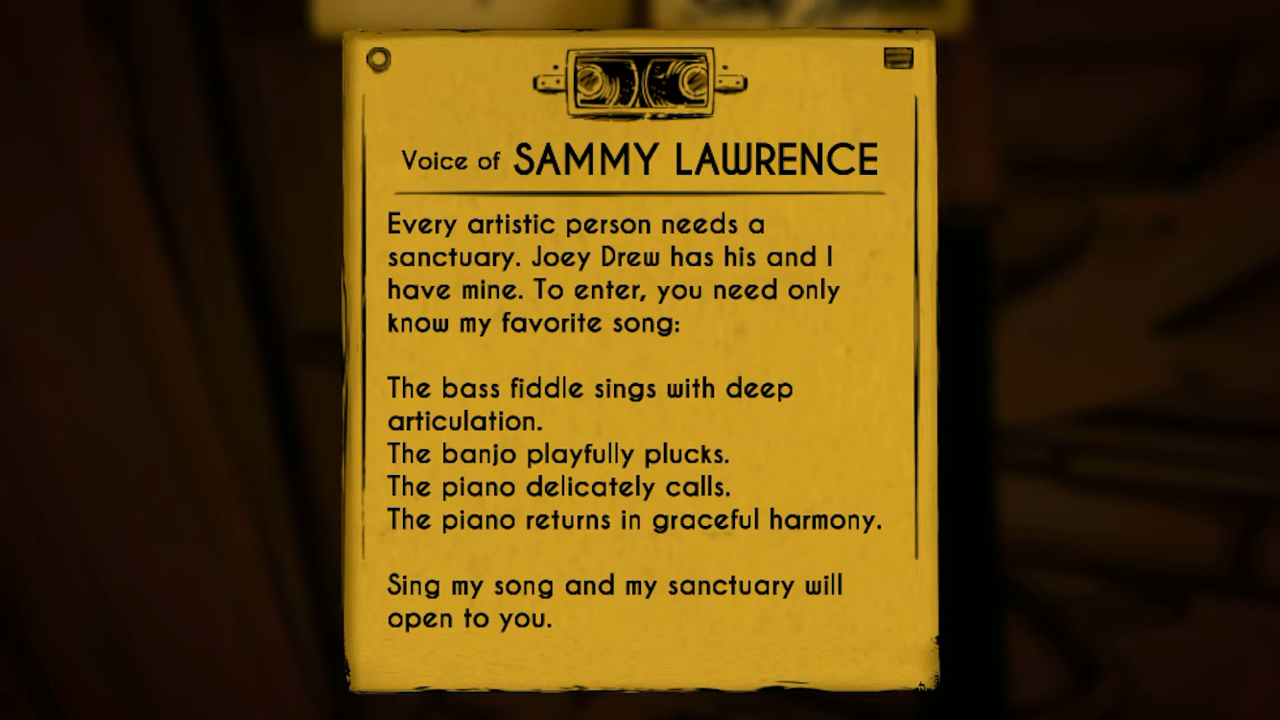 Voice of SAMMY LAWRENCE
Every artistic person needs a
sanctuary. Joey Drew has his and I
have mine. To enter, you need only
know my favorite song:
The bass fiddle sings with deep
articulation.
The banjo playfully plucks.
The piano delicately calls.
The piano returns in graceful harmony.
Sing my song and my sanctuary will
open to you.